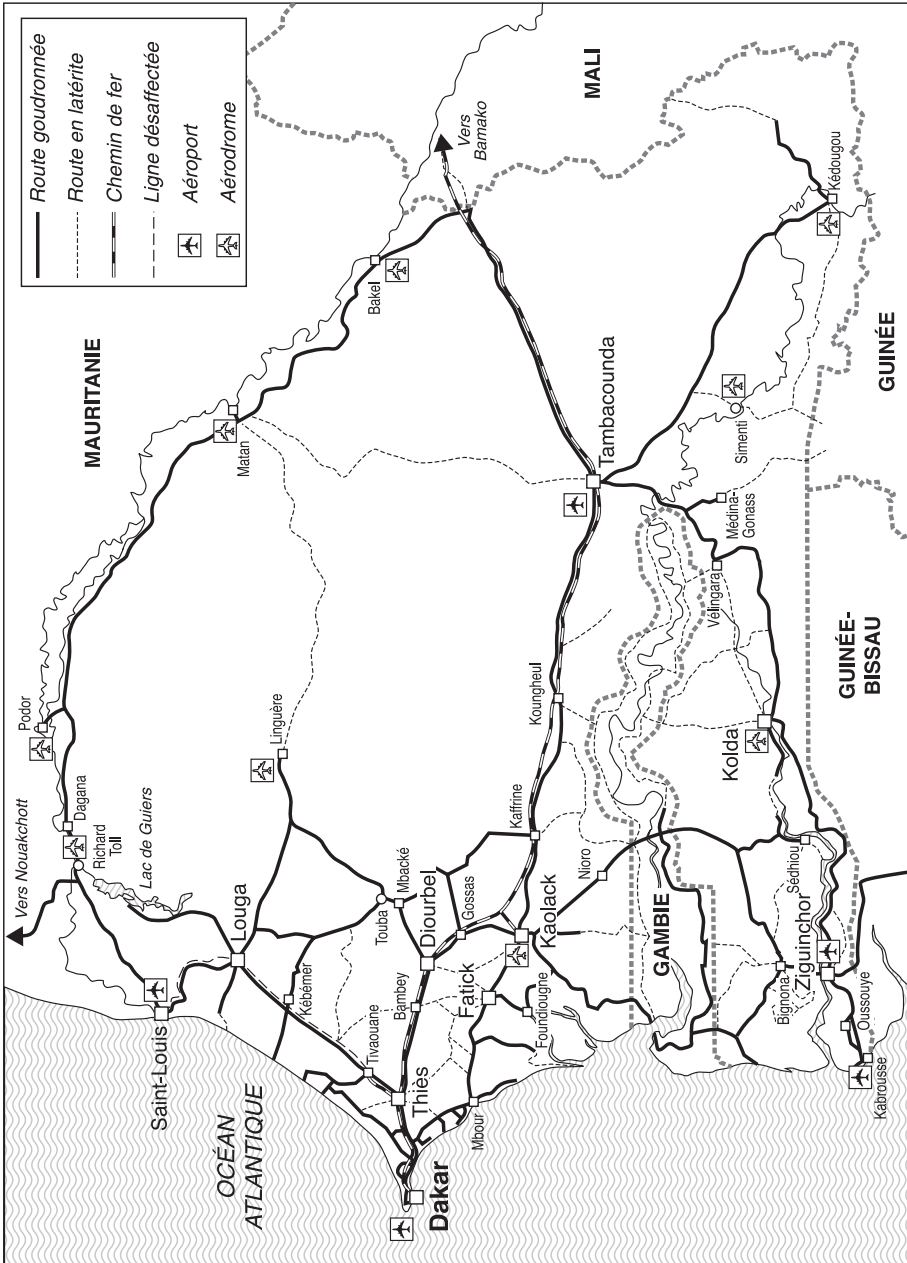 Route goudronnée
Route en latérite
Chemin de fer
Ligne désaffectée
Aéroport
Aérodrome
MAURITANIE
MALI
GUINÉE
GUINÉE-
BISSAU
GAMBIE
OCÉAN
ATLANTIQUE
Vers Nouakchott
Vers
Bamako
Podor
Dagana
Richard
Toll
Lac de Guiers
Saint-Louis
Louga
Linguère
Matan
Bakel
Kébémer
Touba
Mbacké
Tivaouane
Thiès
Bambey
Diourbel
Gossas
Dakar
Mbour
Fatick
Foundiougne
Kaolack
Kaffrine
Koungheul
Nioro
Tambacounda
Simenti
Kédougou
Médina-
Gonass
Vélingara
Kolda
Sédhiou
Bignona
Ziguinchor
Oussouye
Kabrousse